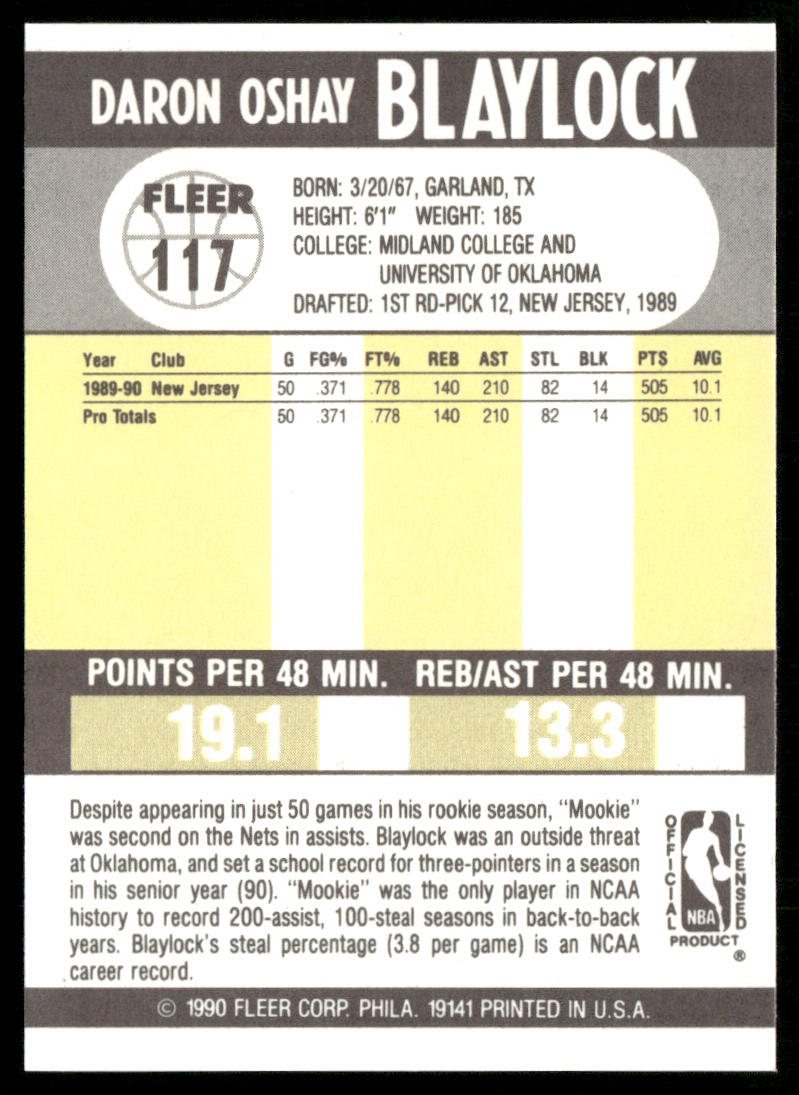 DARON OSHAY BLAYLOCK
FLEER
117
BORN: 3/20/67, GARLAND, TX
HEIGHT: 6'1" WEIGHT: 185
COLLEGE: MIDLAND COLLEGE AND
UNIVERSITY OF OKLAHOMA
DRAFTED: 1ST RD-PICK 12, NEW JERSEY, 1989
Year Club G FG% FT% REB AST STL BLK PTS AVG
1989-90 New Jersey 50 .371 .778 140 210 82 14 505 10.1
Pro Totals 50 .371 .778 140 210 82 14 505 10.1
POINTS PER 48 MIN. REB/AST PER 48 MIN.
19.1 13.3
Despite appearing in just 50 games in his rookie season, "Mookie"
was second on the Nets in assists. Blaylock was an outside threat
at Oklahoma, and set a school record for three-pointers in a season
in his senior year (90). "Mookie" was the only player in NCAA
history to record 200-assist, 100-steal seasons in back-to-back
years. Blaylock's steal percentage (3.8 per game) is an NCAA
career record.
OFFICIAL
LICENSED
NBA
PRODUCT
®
© 1990 FLEER CORP. PHILA. 19141 PRINTED IN U.S.A.